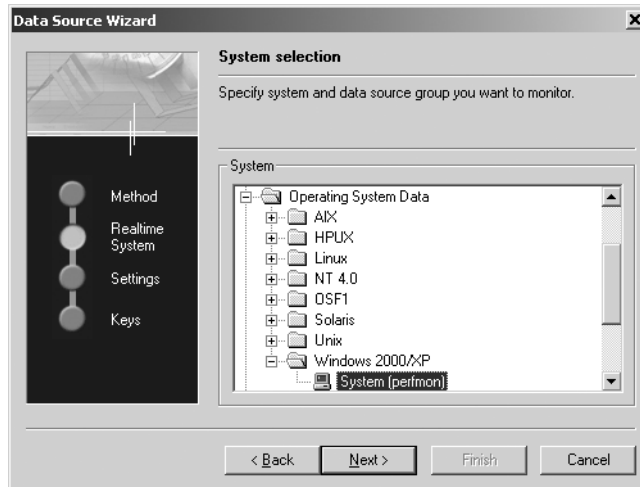 Data Source Wizard
System selection
Specify system and data source group you want to monitor.
Method
Realtime
System
Settings
Keys
System
Operating System Data
AIX
HPUX
Linux
NT 4.0
OSF1
Solaris
Unix
Windows 2000/XP
System (perfmon)
< Back
Next >
Finish
Cancel